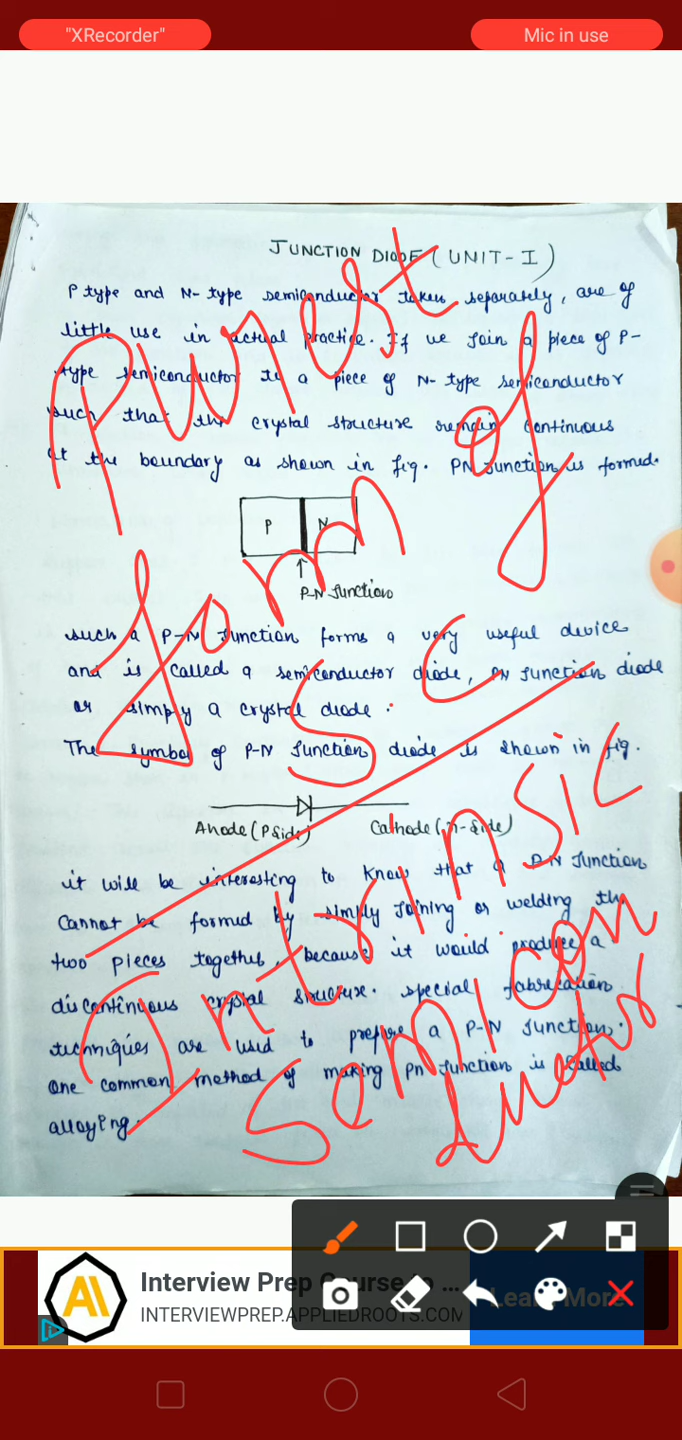 "XRecorder"
Mic in use
JUNCTION DIODE (UNIT-I)
P type and N-type semiconductor taken separately, are of
little use in actual practice. If we join a piece of P-
type semiconductor to a piece of N-type semiconductor
such that the crystal structure remain continuous
at the boundary as shown in fig. PN Junction is formed.
P N
P-N Junction
such a P-N Junction forms a very useful device
and is called a semiconductor diode, PN Junction diode
or simply a crystal diode.
The symbol of P-N Junction diode is shown in fig.
Anode (P Side) Cathode (n-Side)
it will be interesting to know that a P-N Junction
Cannot be formed by simply Joining or welding the
two pieces together, because it would produce a
discontinuous crystal structure. special fabrication
techniques are used to prepare a P-N Junction.
One common method of making PN Junction is called
alloying.
Purest of
form
S C
Intrinsic
Semicon
ductor
Interview Prep Course to ...
INTERVIEWPREP.APPLIEDROOTS.COM
Learn More